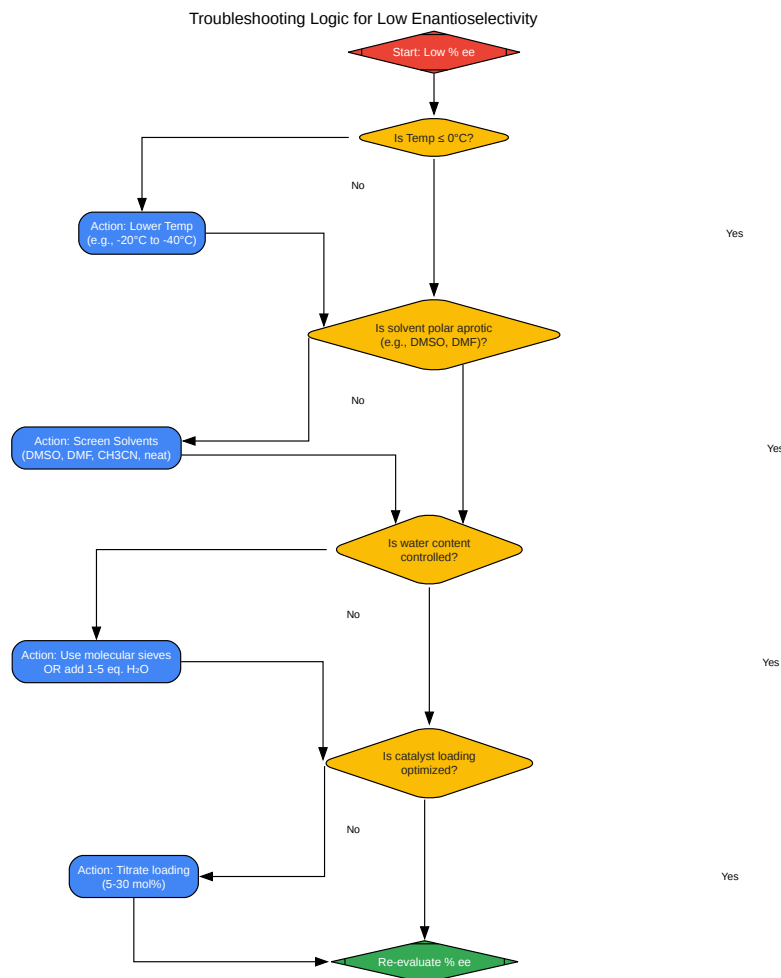 Troubleshooting Logic for Low Enantioselectivity
Start: Low % ee
Is Temp ≤ 0°C?
No
Action: Lower Temp
(e.g., -20°C to -40°C)
Yes
Is solvent polar aprotic
(e.g., DMSO, DMF)?
No
Action: Screen Solvents
(DMSO, DMF, CH3CN, neat)
Yes
Is water content
controlled?
No
Action: Use molecular sieves
OR add 1-5 eq. H₂O
Yes
Is catalyst loading
optimized?
No
Action: Titrate loading
(5-30 mol%)
Yes
Re-evaluate % ee